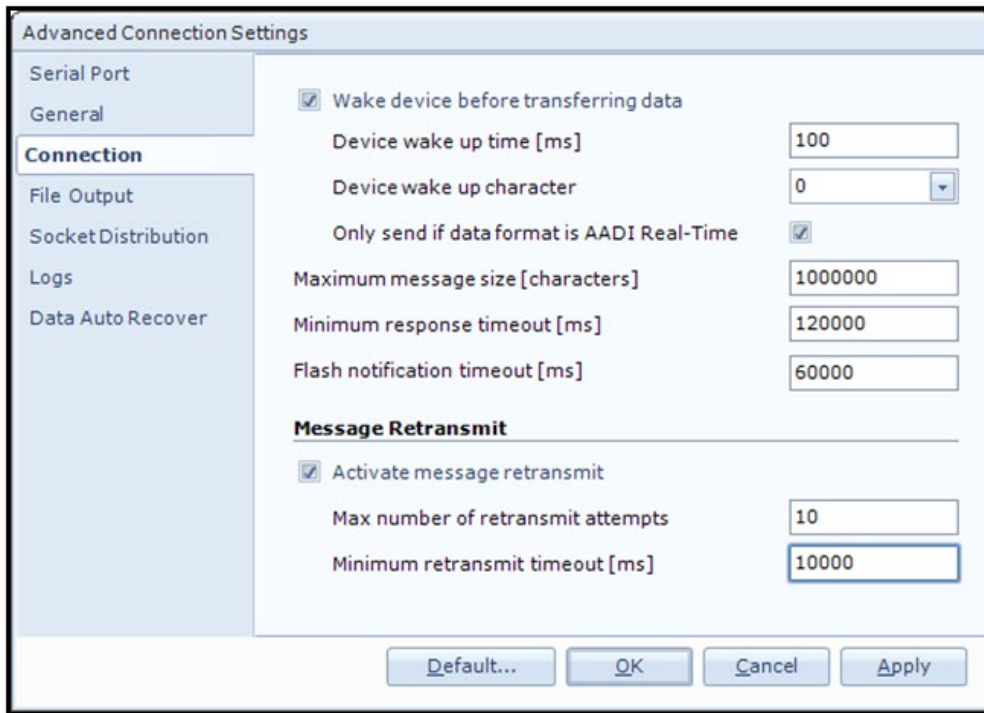 Advanced Connection Settings
Serial Port
General
Connection
File Output
Socket Distribution
Logs
Data Auto Recover
Wake device before transferring data
Device wake up time [ms] 100
Device wake up character 0
Only send if data format is AADI Real-Time
Maximum message size [characters] 1000000
Minimum response timeout [ms] 120000
Flash notification timeout [ms] 60000
Message Retransmit
Activate message retransmit
Max number of retransmit attempts 10
Minimum retransmit timeout [ms] 10000
Default... OK Cancel Apply